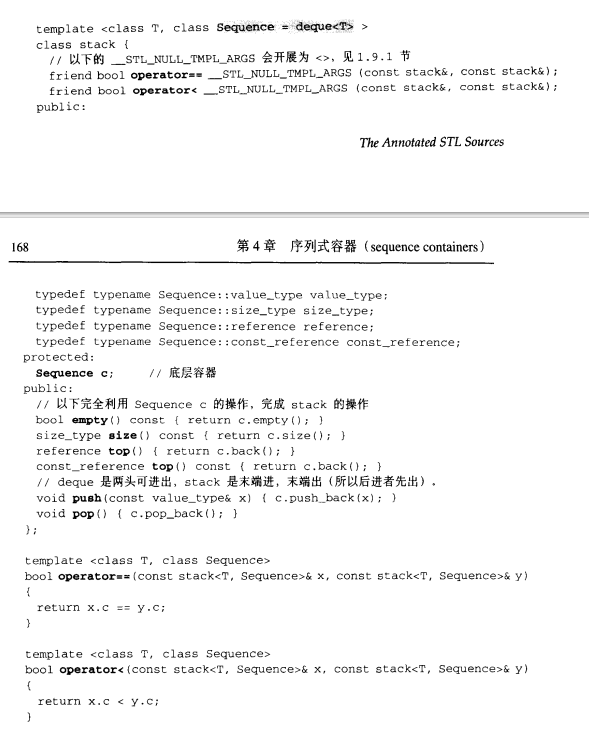 template <class T, class Sequence = deque<T> >
class stack {
// 以下的 __STL_NULL_TMPL_ARGS 会开展为 <>, 见 1.9.1 节
friend bool operator== __STL_NULL_TMPL_ARGS (const stack&, const stack&);
friend bool operator< __STL_NULL_TMPL_ARGS (const stack&, const stack&);
public:
The Annotated STL Sources
168 第 4 章 序列式容器（sequence containers）
typedef typename Sequence::value_type value_type;
typedef typename Sequence::size_type size_type;
typedef typename Sequence::reference reference;
typedef typename Sequence::const_reference const_reference;
protected:
Sequence c; // 底层容器
public:
// 以下完全利用 Sequence c 的操作, 完成 stack 的操作
bool empty() const { return c.empty(); }
size_type size() const { return c.size(); }
reference top() { return c.back(); }
const_reference top() const { return c.back(); }
// deque 是两头可进出, stack 是末端进, 末端出（所以后进者先出）.
void push(const value_type& x) { c.push_back(x); }
void pop() { c.pop_back(); }
};
template <class T, class Sequence>
bool operator==(const stack<T, Sequence>& x, const stack<T, Sequence>& y)
{
return x.c == y.c;
}
template <class T, class Sequence>
bool operator<(const stack<T, Sequence>& x, const stack<T, Sequence>& y)
{
return x.c < y.c;
}